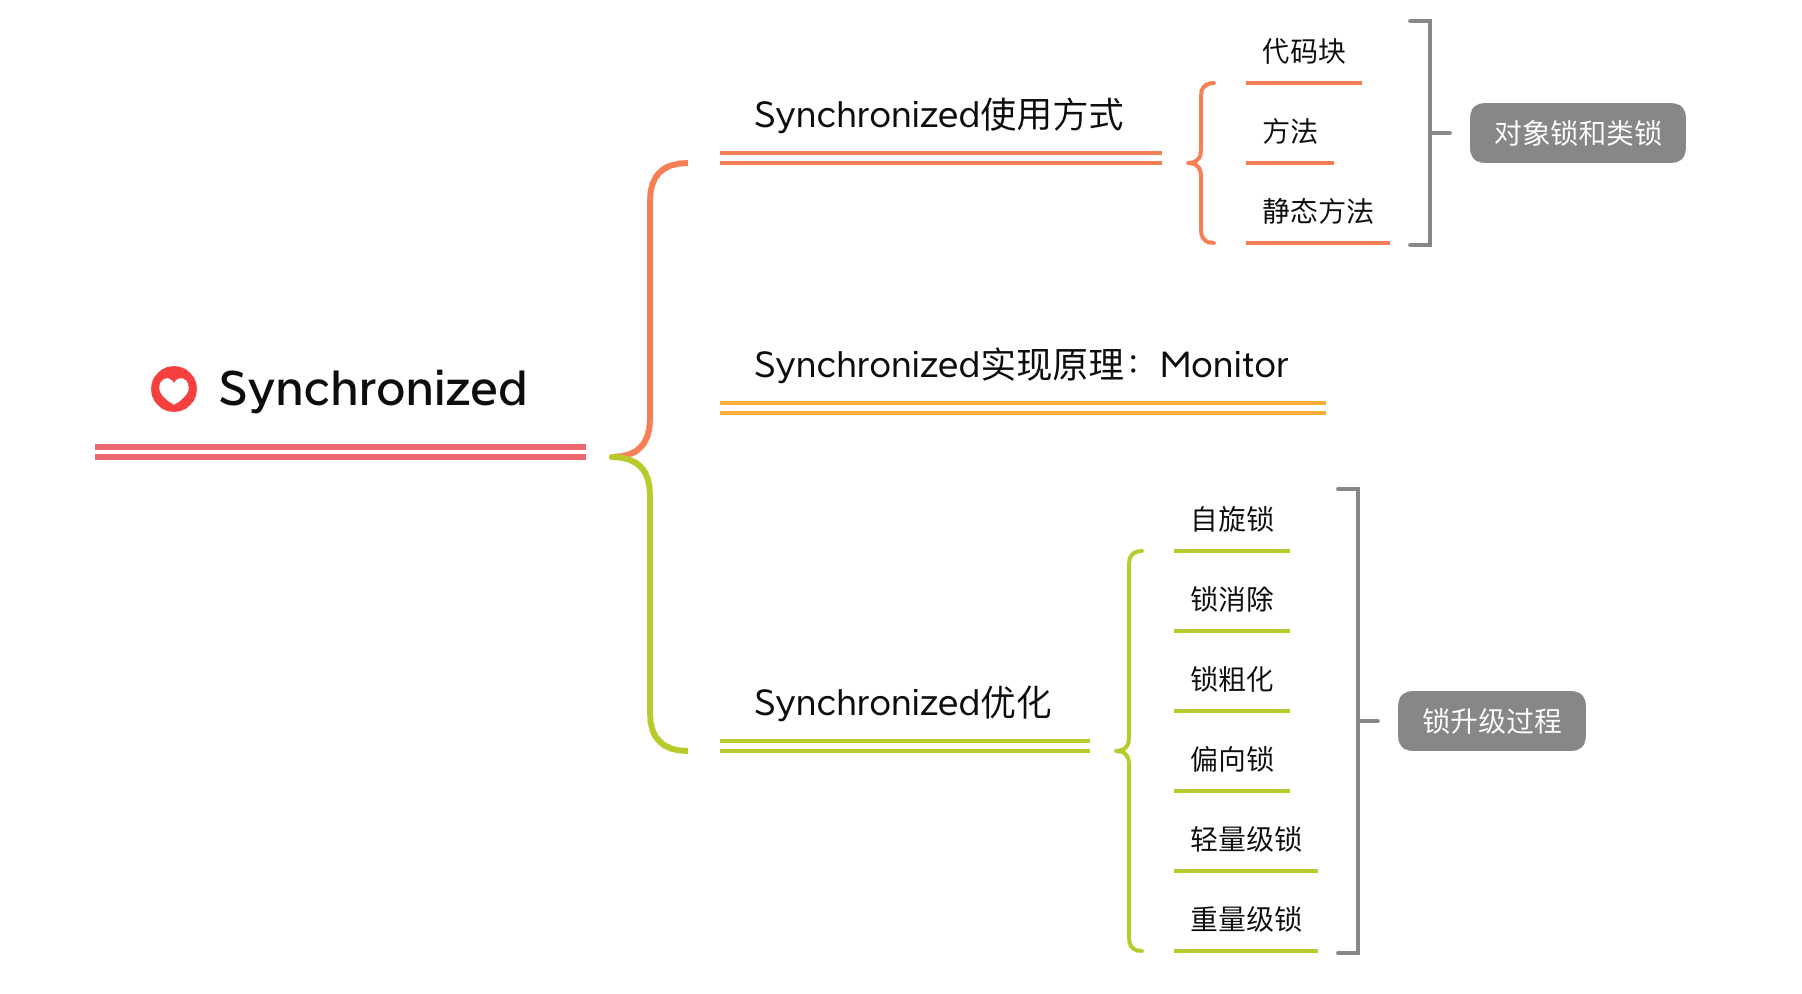 Synchronized
Synchronized使用方式
代码块
方法
静态方法
对象锁和类锁
Synchronized实现原理：Monitor
Synchronized优化
自旋锁
锁消除
锁粗化
偏向锁
轻量级锁
重量级锁
锁升级过程